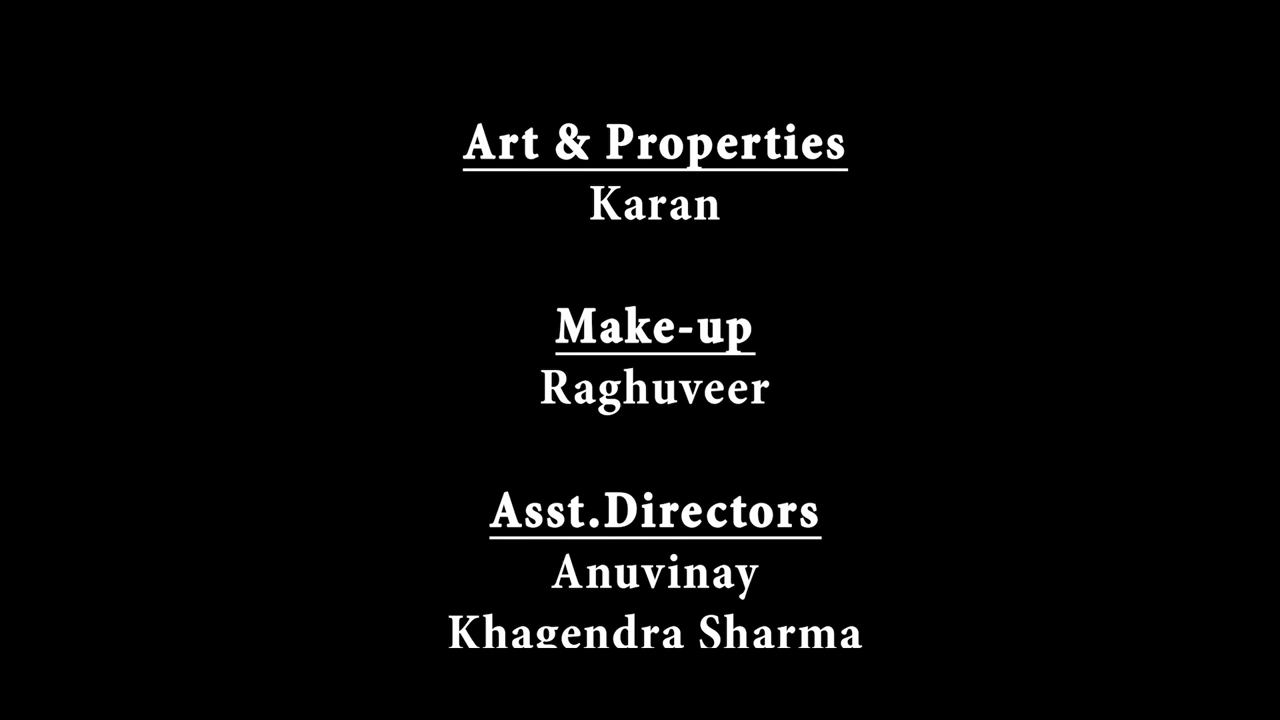 Art & Properties
Karan
Make-up
Raghuveer
Asst.Directors
Anuvinay
Khagendra Sharma